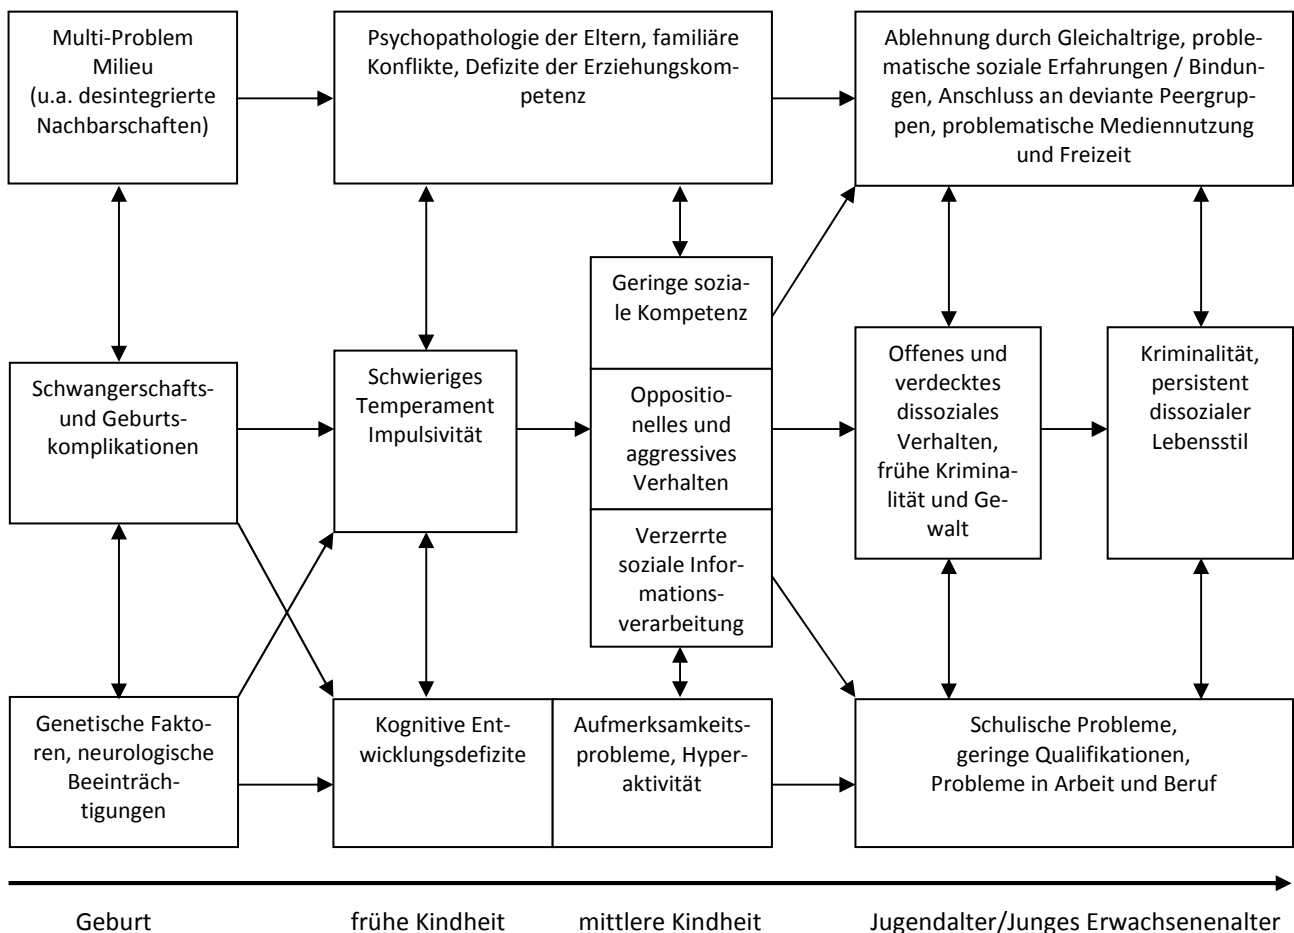 Multi-Problem
Milieu
(u.a. desintegrierte
Nachbarschaften)
Psychopathologie der Eltern, familiäre
Konflikte, Defizite der Erziehungskom-
petenz
Ablehnung durch Gleichaltrige, proble-
matische soziale Erfahrungen / Bindun-
gen, Anschluss an deviante Peergrup-
pen, problematische Mediennutzung
und Freizeit
Geringe sozia-
le Kompetenz
Schwangerschafts-
und Geburts-
komplikationen
Schwieriges
Temperament
Impulsivität
Oppositio-
nelles und
aggressives
Verhalten
Offenes und
verdecktes
dissoziales
Verhalten,
frühe Krimina-
lität und Ge-
walt
Kriminalität,
persistent
dissozialer
Lebensstil
Verzerrte
soziale Infor-
mations-
verarbeitung
Genetische Fakto-
ren, neurologische
Beeinträch-
tigungen
Kognitive Ent-
wicklungsdefizite
Aufmerksamkeits-
probleme, Hyper-
aktivität
Schulische Probleme,
geringe Qualifikationen,
Probleme in Arbeit und Beruf
Geburt
frühe Kindheit
mittlere Kindheit
Jugendalter/Junges Erwachsenenalter